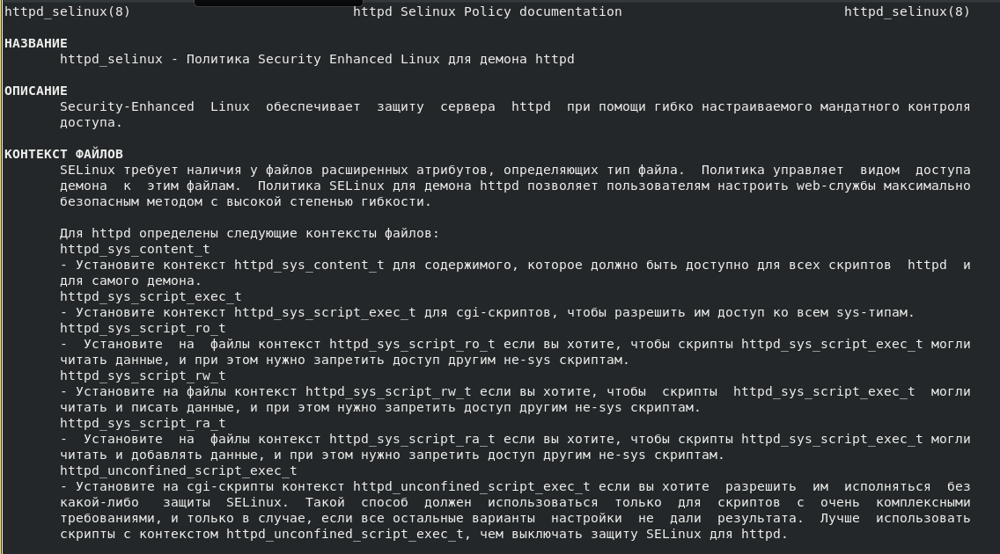 httpd_selinux(8) httpd Selinux Policy documentation httpd_selinux(8)
НАЗВАНИЕ
httpd_selinux - Политика Security Enhanced Linux для демона httpd
ОПИСАНИЕ
Security-Enhanced Linux обеспечивает защиту сервера httpd при помощи гибко настраиваемого мандатного контроля
доступа.
КОНТЕКСТ ФАЙЛОВ
SELinux требует наличия у файлов расширенных атрибутов, определяющих тип файла. Политика управляет видом доступа
демона к этим файлам. Политика SELinux для демона httpd позволяет пользователям настроить web-службы максимально
безопасным методом с высокой степенью гибкости.
Для httpd определены следующие контексты файлов:
httpd_sys_content_t
- Установите контекст httpd_sys_content_t для содержимого, которое должно быть доступно для всех скриптов httpd и
для самого демона.
httpd_sys_script_exec_t
- Установите контекст httpd_sys_script_exec_t для cgi-скриптов, чтобы разрешить им доступ ко всем sys-типам.
httpd_sys_script_ro_t
- Установите на файлы контекст httpd_sys_script_ro_t если вы хотите, чтобы скрипты httpd_sys_script_exec_t могли
читать данные, и при этом нужно запретить доступ другим не-sys скриптам.
httpd_sys_script_rw_t
- Установите на файлы контекст httpd_sys_script_rw_t если вы хотите, чтобы скрипты httpd_sys_script_exec_t могли
читать и писать данные, и при этом нужно запретить доступ другим не-sys скриптам.
httpd_sys_script_ra_t
- Установите на файлы контекст httpd_sys_script_ra_t если вы хотите, чтобы скрипты httpd_sys_script_exec_t могли
читать и добавлять данные, и при этом нужно запретить доступ другим не-sys скриптам.
httpd_unconfined_script_exec_t
- Установите на cgi-скрипты контекст httpd_unconfined_script_exec_t если вы хотите разрешить им исполняться без
какой-либо защиты SELinux. Такой способ должен использоваться только для скриптов с очень комплексными
требованиями, и только в случае, если все остальные варианты настройки не дали результата. Лучше использовать
скрипты с контекстом httpd_unconfined_script_exec_t, чем выключать защиту SELinux для httpd.